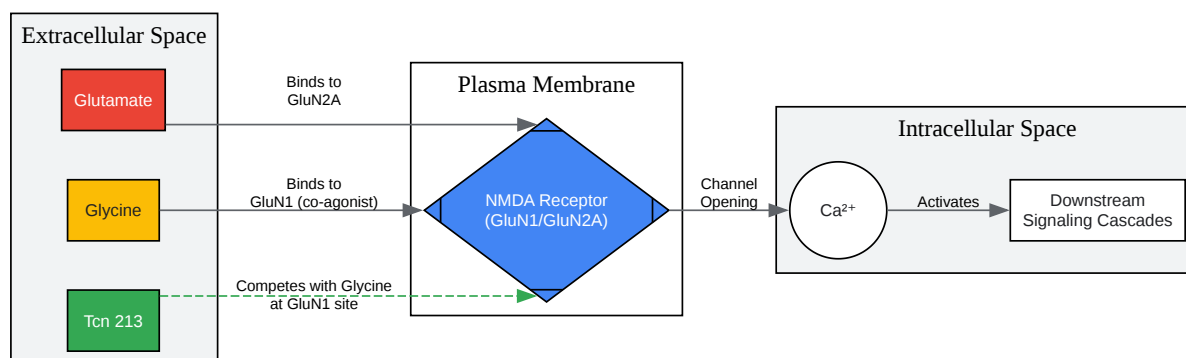 Extracellular Space
Glutamate
Glycine
Tcn 213
Binds to
GluN2A
Binds to
GluN1 (co-agonist)
Competes with Glycine
at GluN1 site
Plasma Membrane
NMDA Receptor
(GluN1/GluN2A)
Channel
Opening
Intracellular Space
Ca²⁺
Activates
Downstream
Signaling Cascades